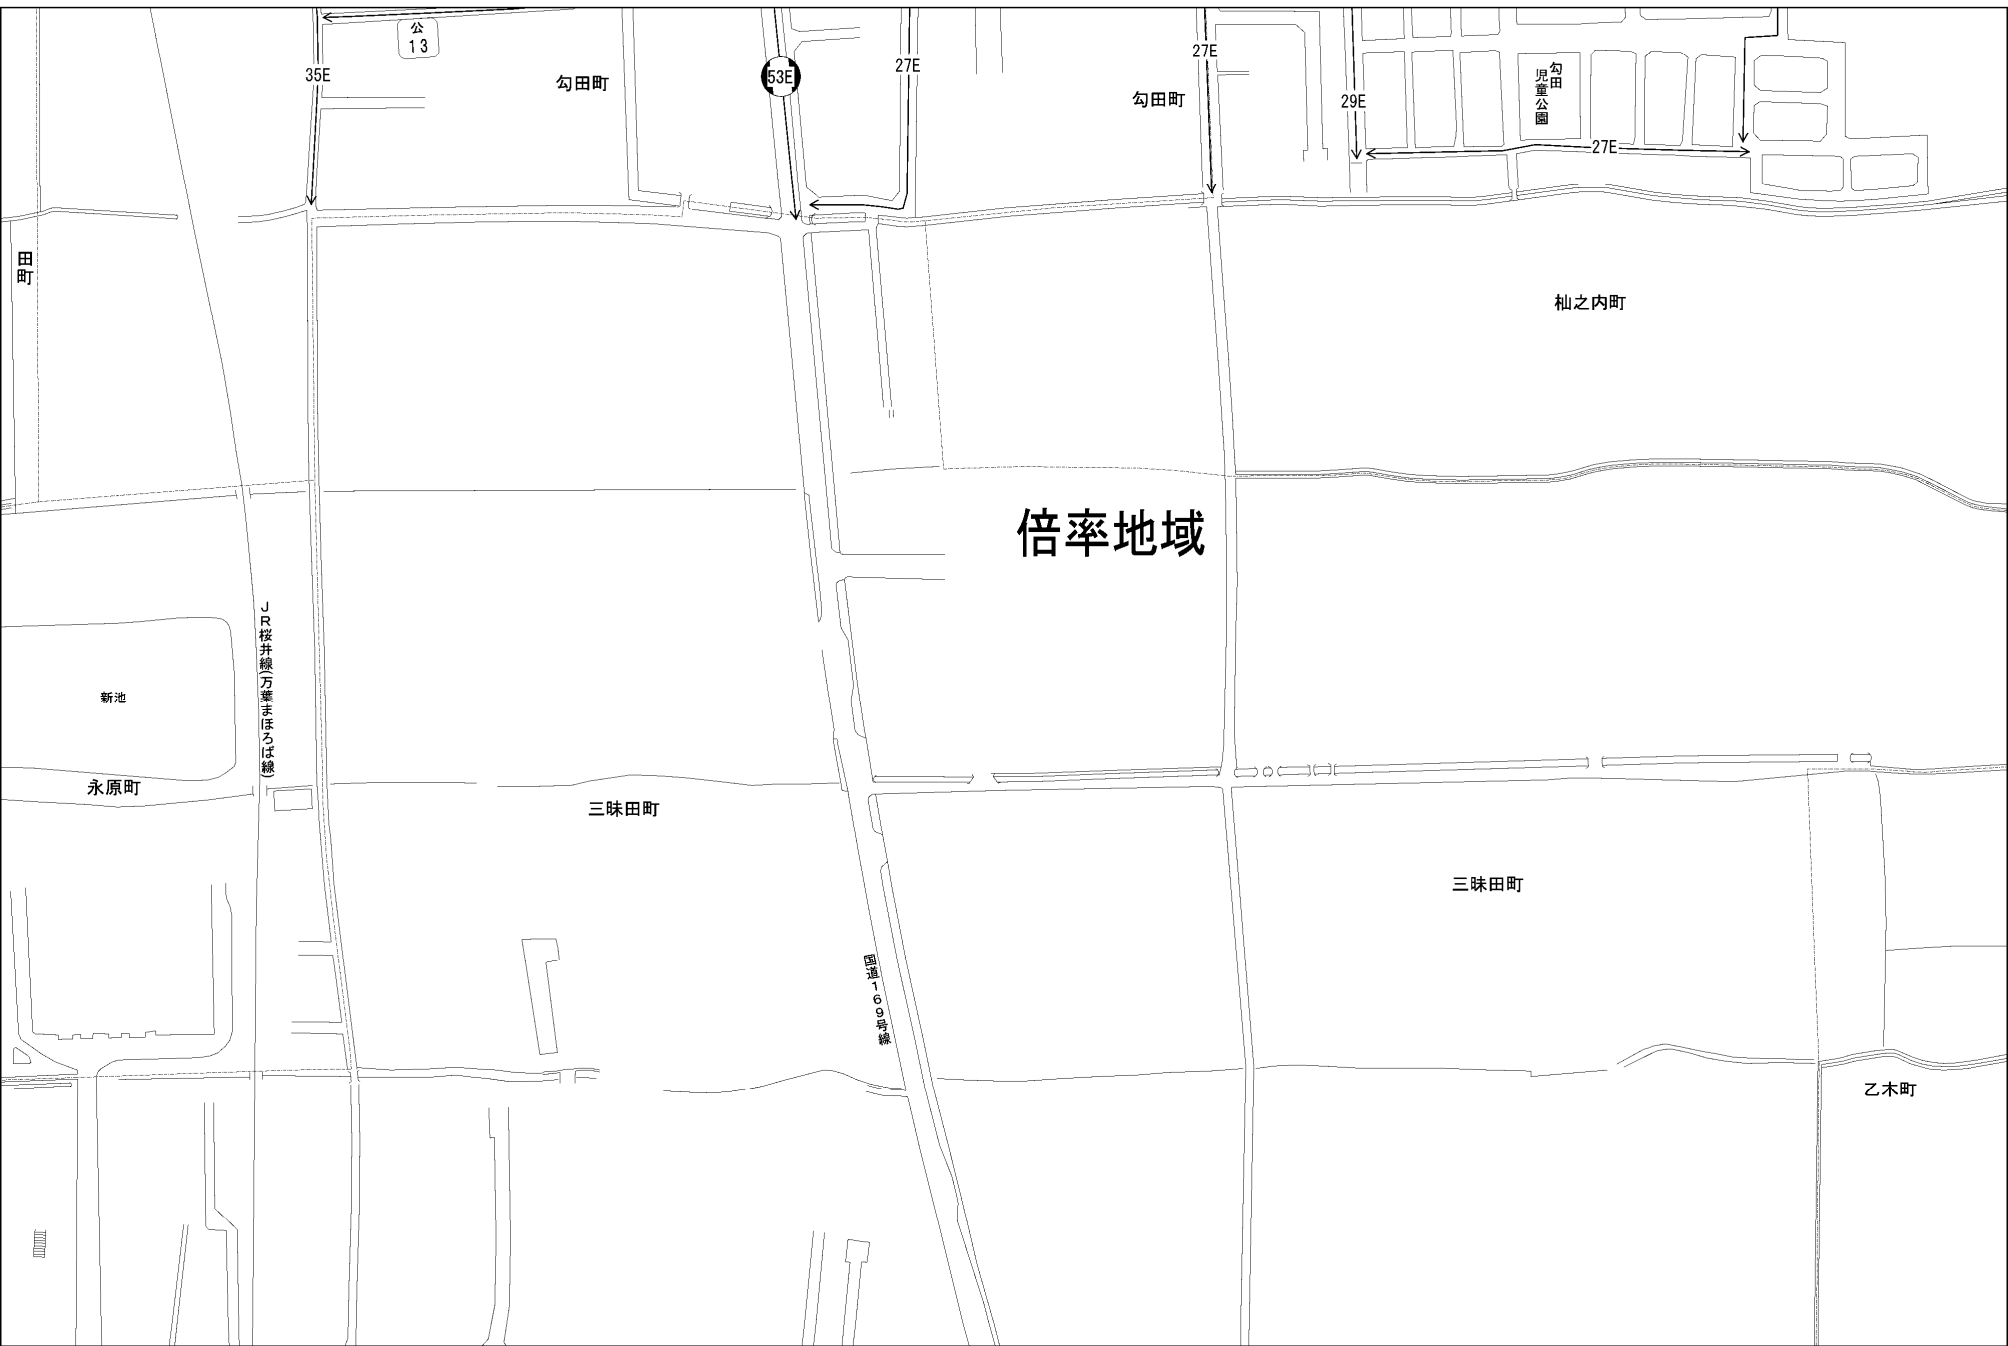 公
13
35E
勾田町
53E
27E
勾田町
27E
29E
勾田
児童公園
27E
田町
杣之内町
倍率地域
JR桜井線(万葉まほろば線)
新池
永原町
三昧田町
三昧田町
国道169号線
乙木町